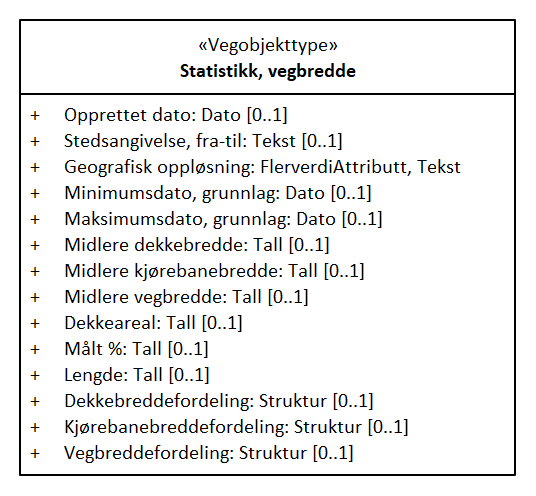 «Vegobjekttype»
Statistikk, vegbredde
+ Opprettet dato: Dato [0..1]
+ Stedsangivelse, fra-til: Tekst [0..1]
+ Geografisk oppløsning: FlerverdiAttributt, Tekst
+ Minimumsdato, grunnlag: Dato [0..1]
+ Maksimumsdato, grunnlag: Dato [0..1]
+ Midlere dekkebredde: Tall [0..1]
+ Midlere kjørebanebredde: Tall [0..1]
+ Midlere vegbredde: Tall [0..1]
+ Dekkeareal: Tall [0..1]
+ Målt %: Tall [0..1]
+ Lengde: Tall [0..1]
+ Dekkebreddefordeling: Struktur [0..1]
+ Kjørebanebreddefordeling: Struktur [0..1]
+ Vegbreddefordeling: Struktur [0..1]